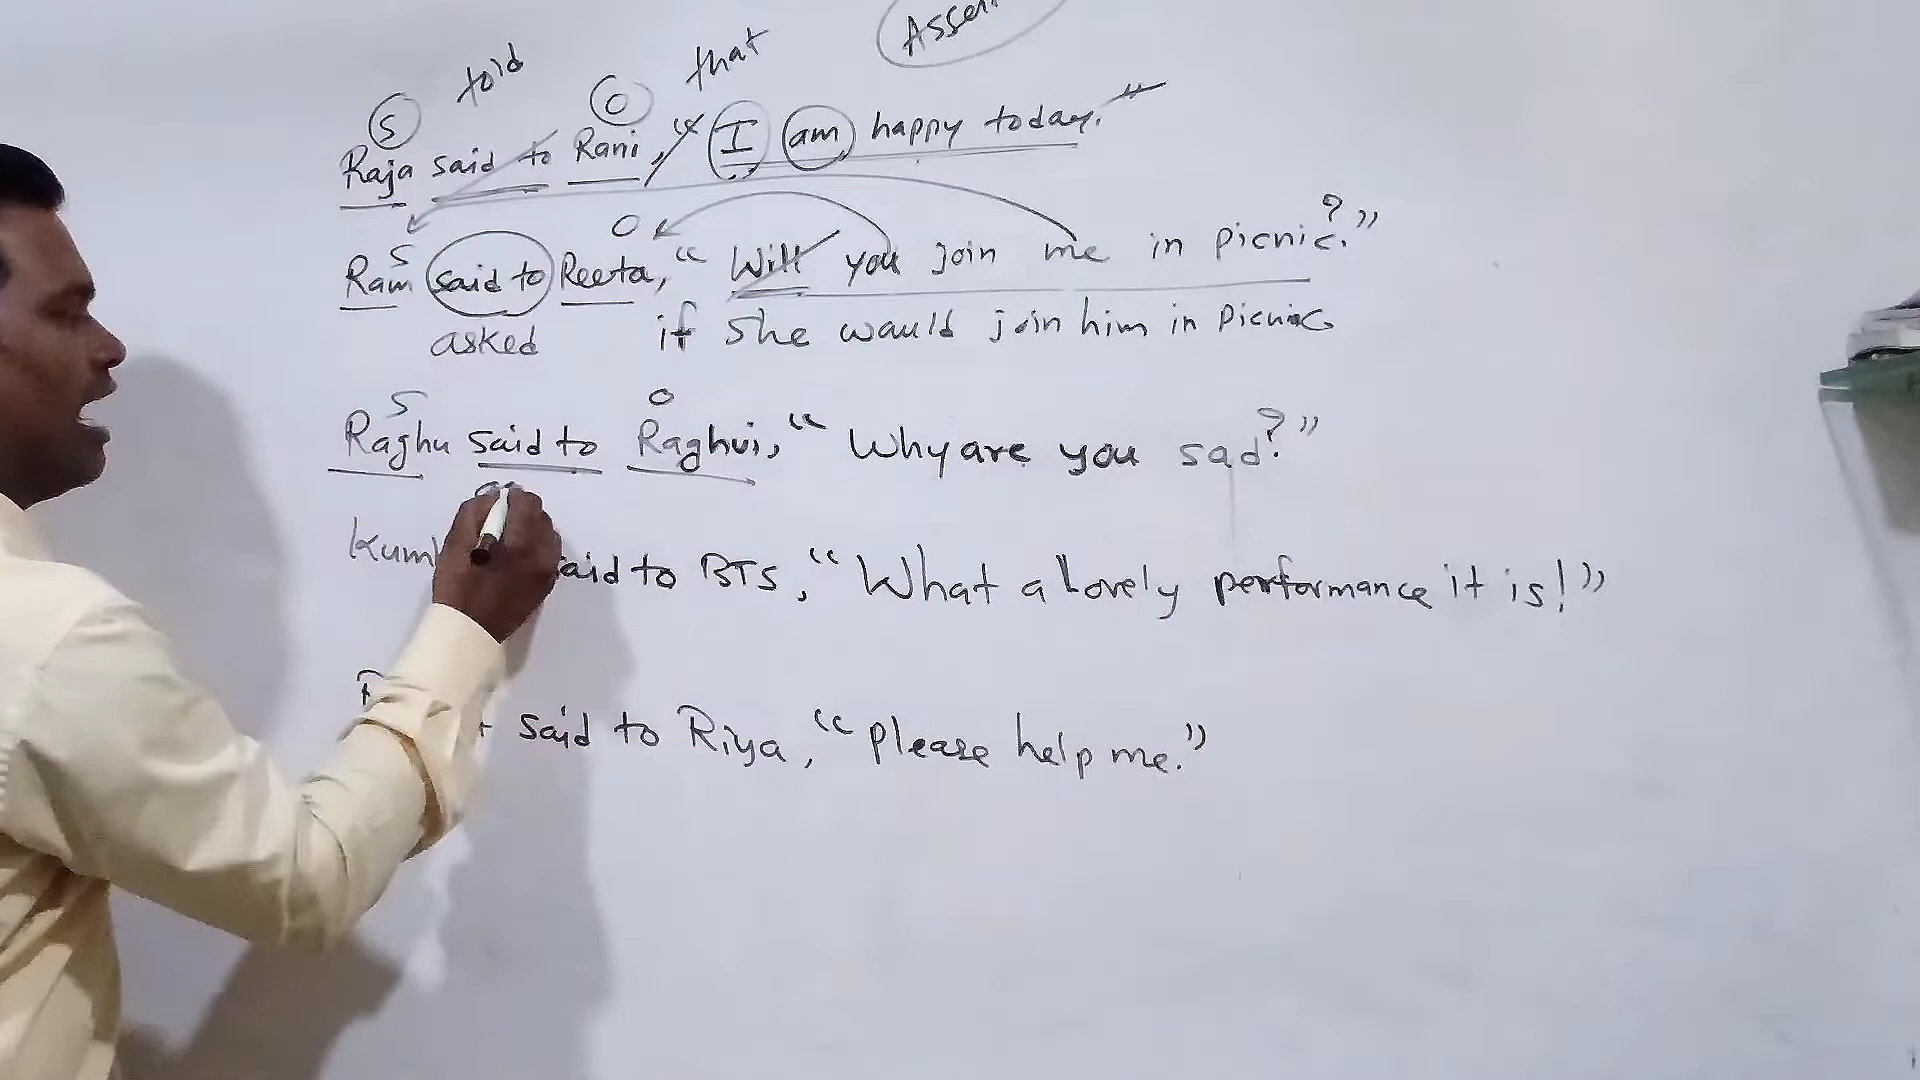 told that
S O
Raja said to Rani, “I am happy today.”
S O
Ram said to Reeta, “Will you join me in picnic?”
asked if She would join him in picnic
S O
Raghu said to Raghvi, “Why are you sad?”
said to BTS, “What a lovely performance it is!”
said to Riya, “Please help me.”